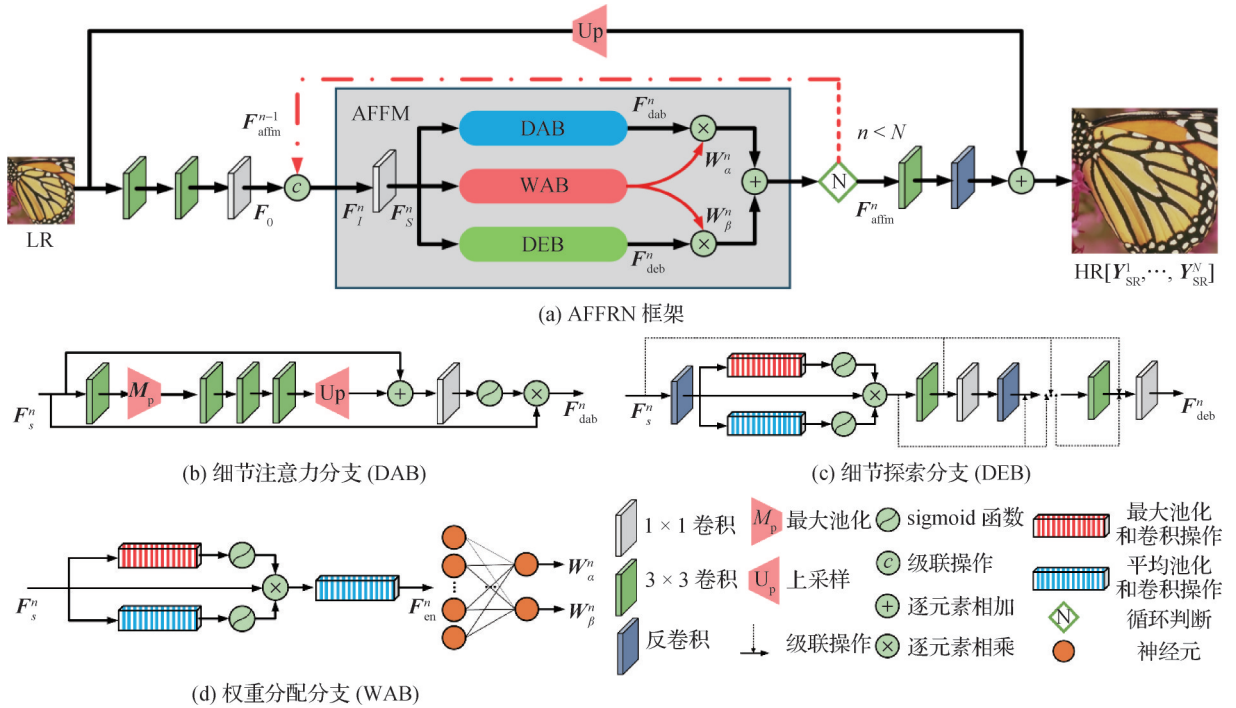 Up
F^{n-1}_{affm}
AFFM
DAB
F^n_{dab}
×
n < N
W^n_α
LR
F_0
c
F^n_I
F^n_S
WAB
+
N
F^n_{affm}
+
W^n_β
DEB
F^n_{deb}
×
HR[Y^1_{SR},…, Y^N_{SR}]
(a) AFFRN 框架
F^n_s
M_p
Up
+
×
F^n_{dab}
(b) 细节注意力分支 (DAB)
F^n_s
×
F^n_{deb}
(c) 细节探索分支 (DEB)
F^n_s
×
F^n_{en}
W^n_α
W^n_β
(d) 权重分配分支 (WAB)
1 × 1 卷积
3 × 3 卷积
反卷积
M_p 最大池化
U_p 上采样
级联操作
sigmoid 函数
c 级联操作
+ 逐元素相加
× 逐元素相乘
最大池化
和卷积操作
平均池化
和卷积操作
N 循环判断
神经元